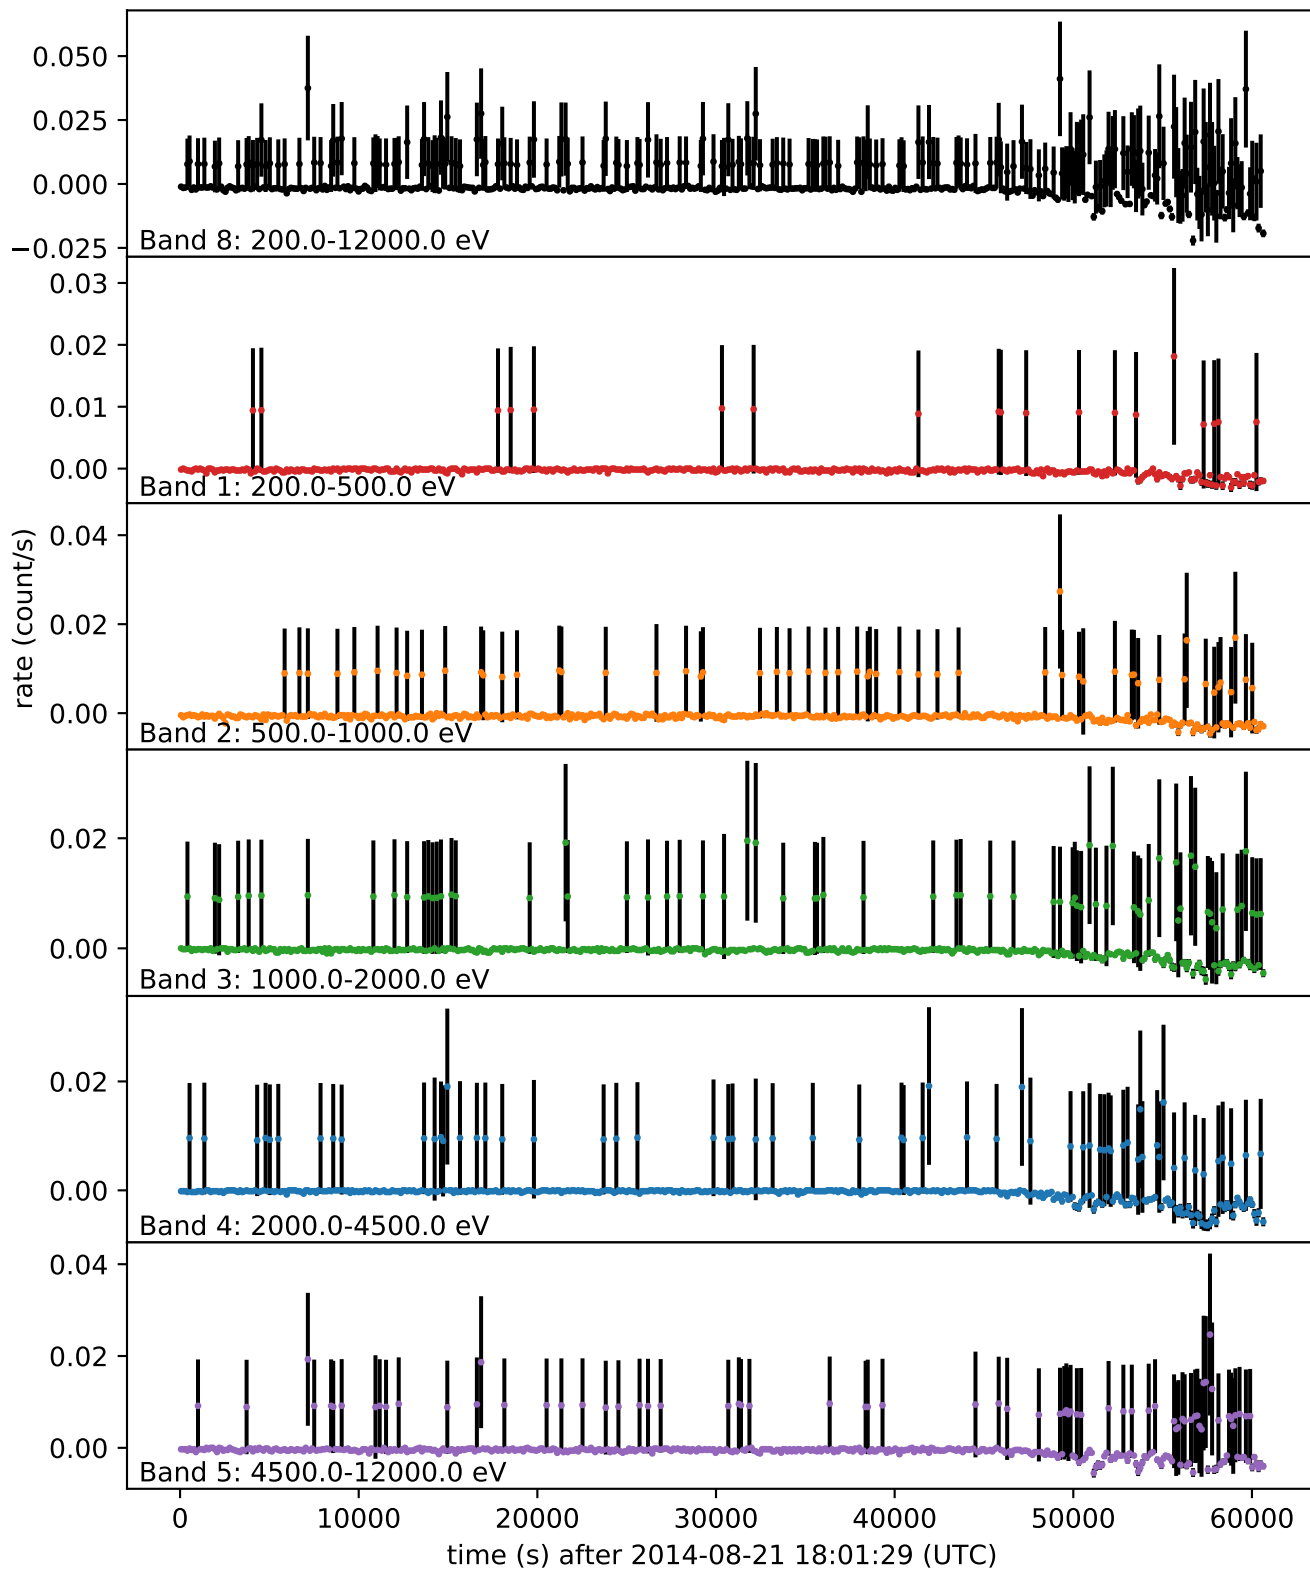 0.050
0.025
0.000
−0.025
Band 8: 200.0-12000.0 eV
0.03
0.02
0.01
0.00
Band 1: 200.0-500.0 eV
rate (count/s)
0.04
0.02
0.00
Band 2: 500.0-1000.0 eV
0.02
0.00
Band 3: 1000.0-2000.0 eV
0.02
0.00
Band 4: 2000.0-4500.0 eV
0.04
0.02
0.00
Band 5: 4500.0-12000.0 eV
0 10000 20000 30000 40000 50000 60000
time (s) after 2014-08-21 18:01:29 (UTC)